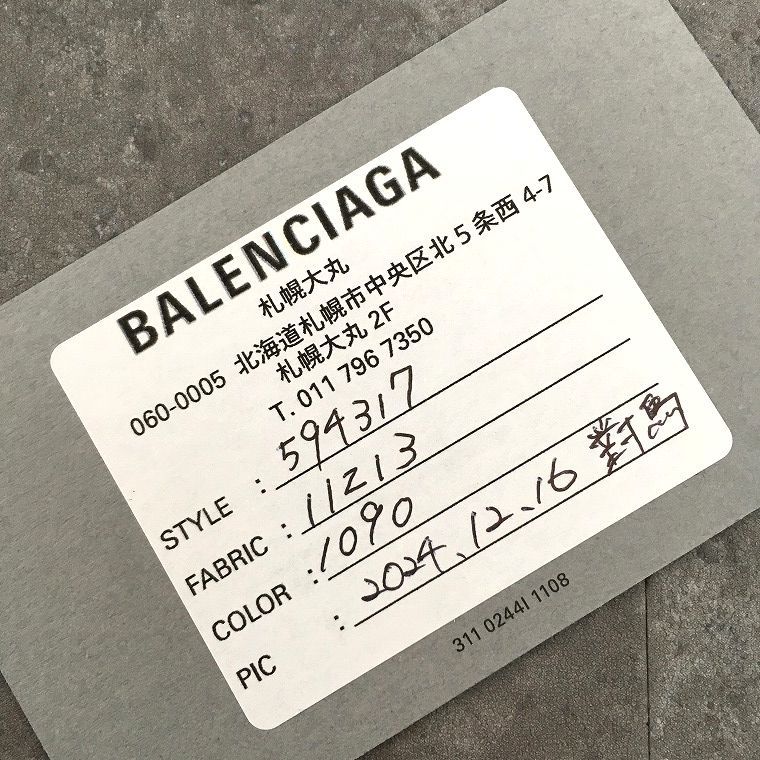 BALENCIAGA
札幌大丸
060-0005 北海道札幌市中央区北5条西4-7
札幌大丸 2F
T. 011 796 7350
STYLE : 594317
FABRIC : 11213
COLOR : 1090
PIC : 2024.12.16 對馬
311 0244I 1108